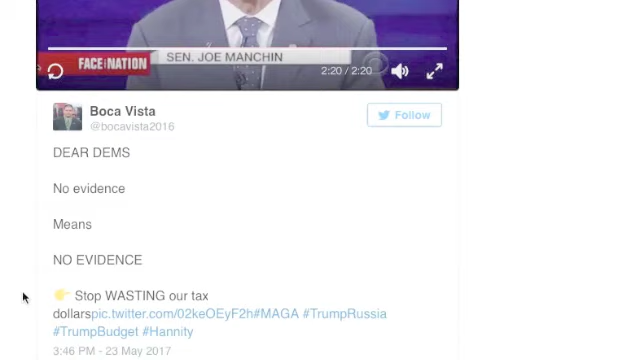 FACE THE NATION
SEN. JOE MANCHIN
2:20 / 2:20
Boca Vista
@bocavista2016
Follow
DEAR DEMS
No evidence
Means
NO EVIDENCE
👉 Stop WASTING our tax
dollarspic.twitter.com/02keOEyF2h#MAGA #TrumpRussia
#TrumpBudget #Hannity
3:46 PM - 23 May 2017